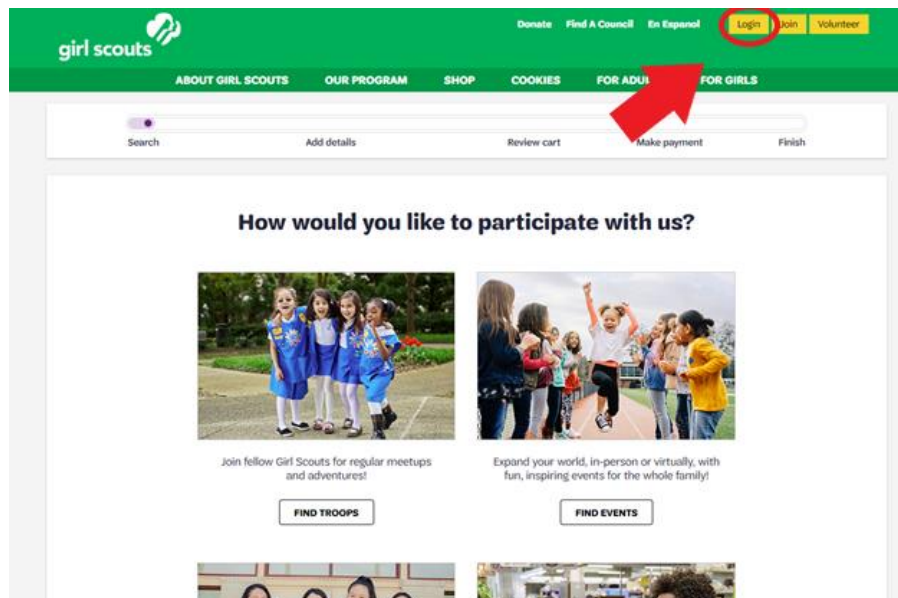 Donate Find A Council En Espanol Login Join Volunteer
girl scouts
ABOUT GIRL SCOUTS OUR PROGRAM SHOP COOKIES FOR FOR GIRLS
Search Add details Review cart Make payment Finish
How would you like to participate with us?
Join fellow Girl Scouts for regular meetups
and adventures!
FIND TROOPS
Expand your world, in-person or virtually, with
fun, inspiring events for the whole family!
FIND EVENTS